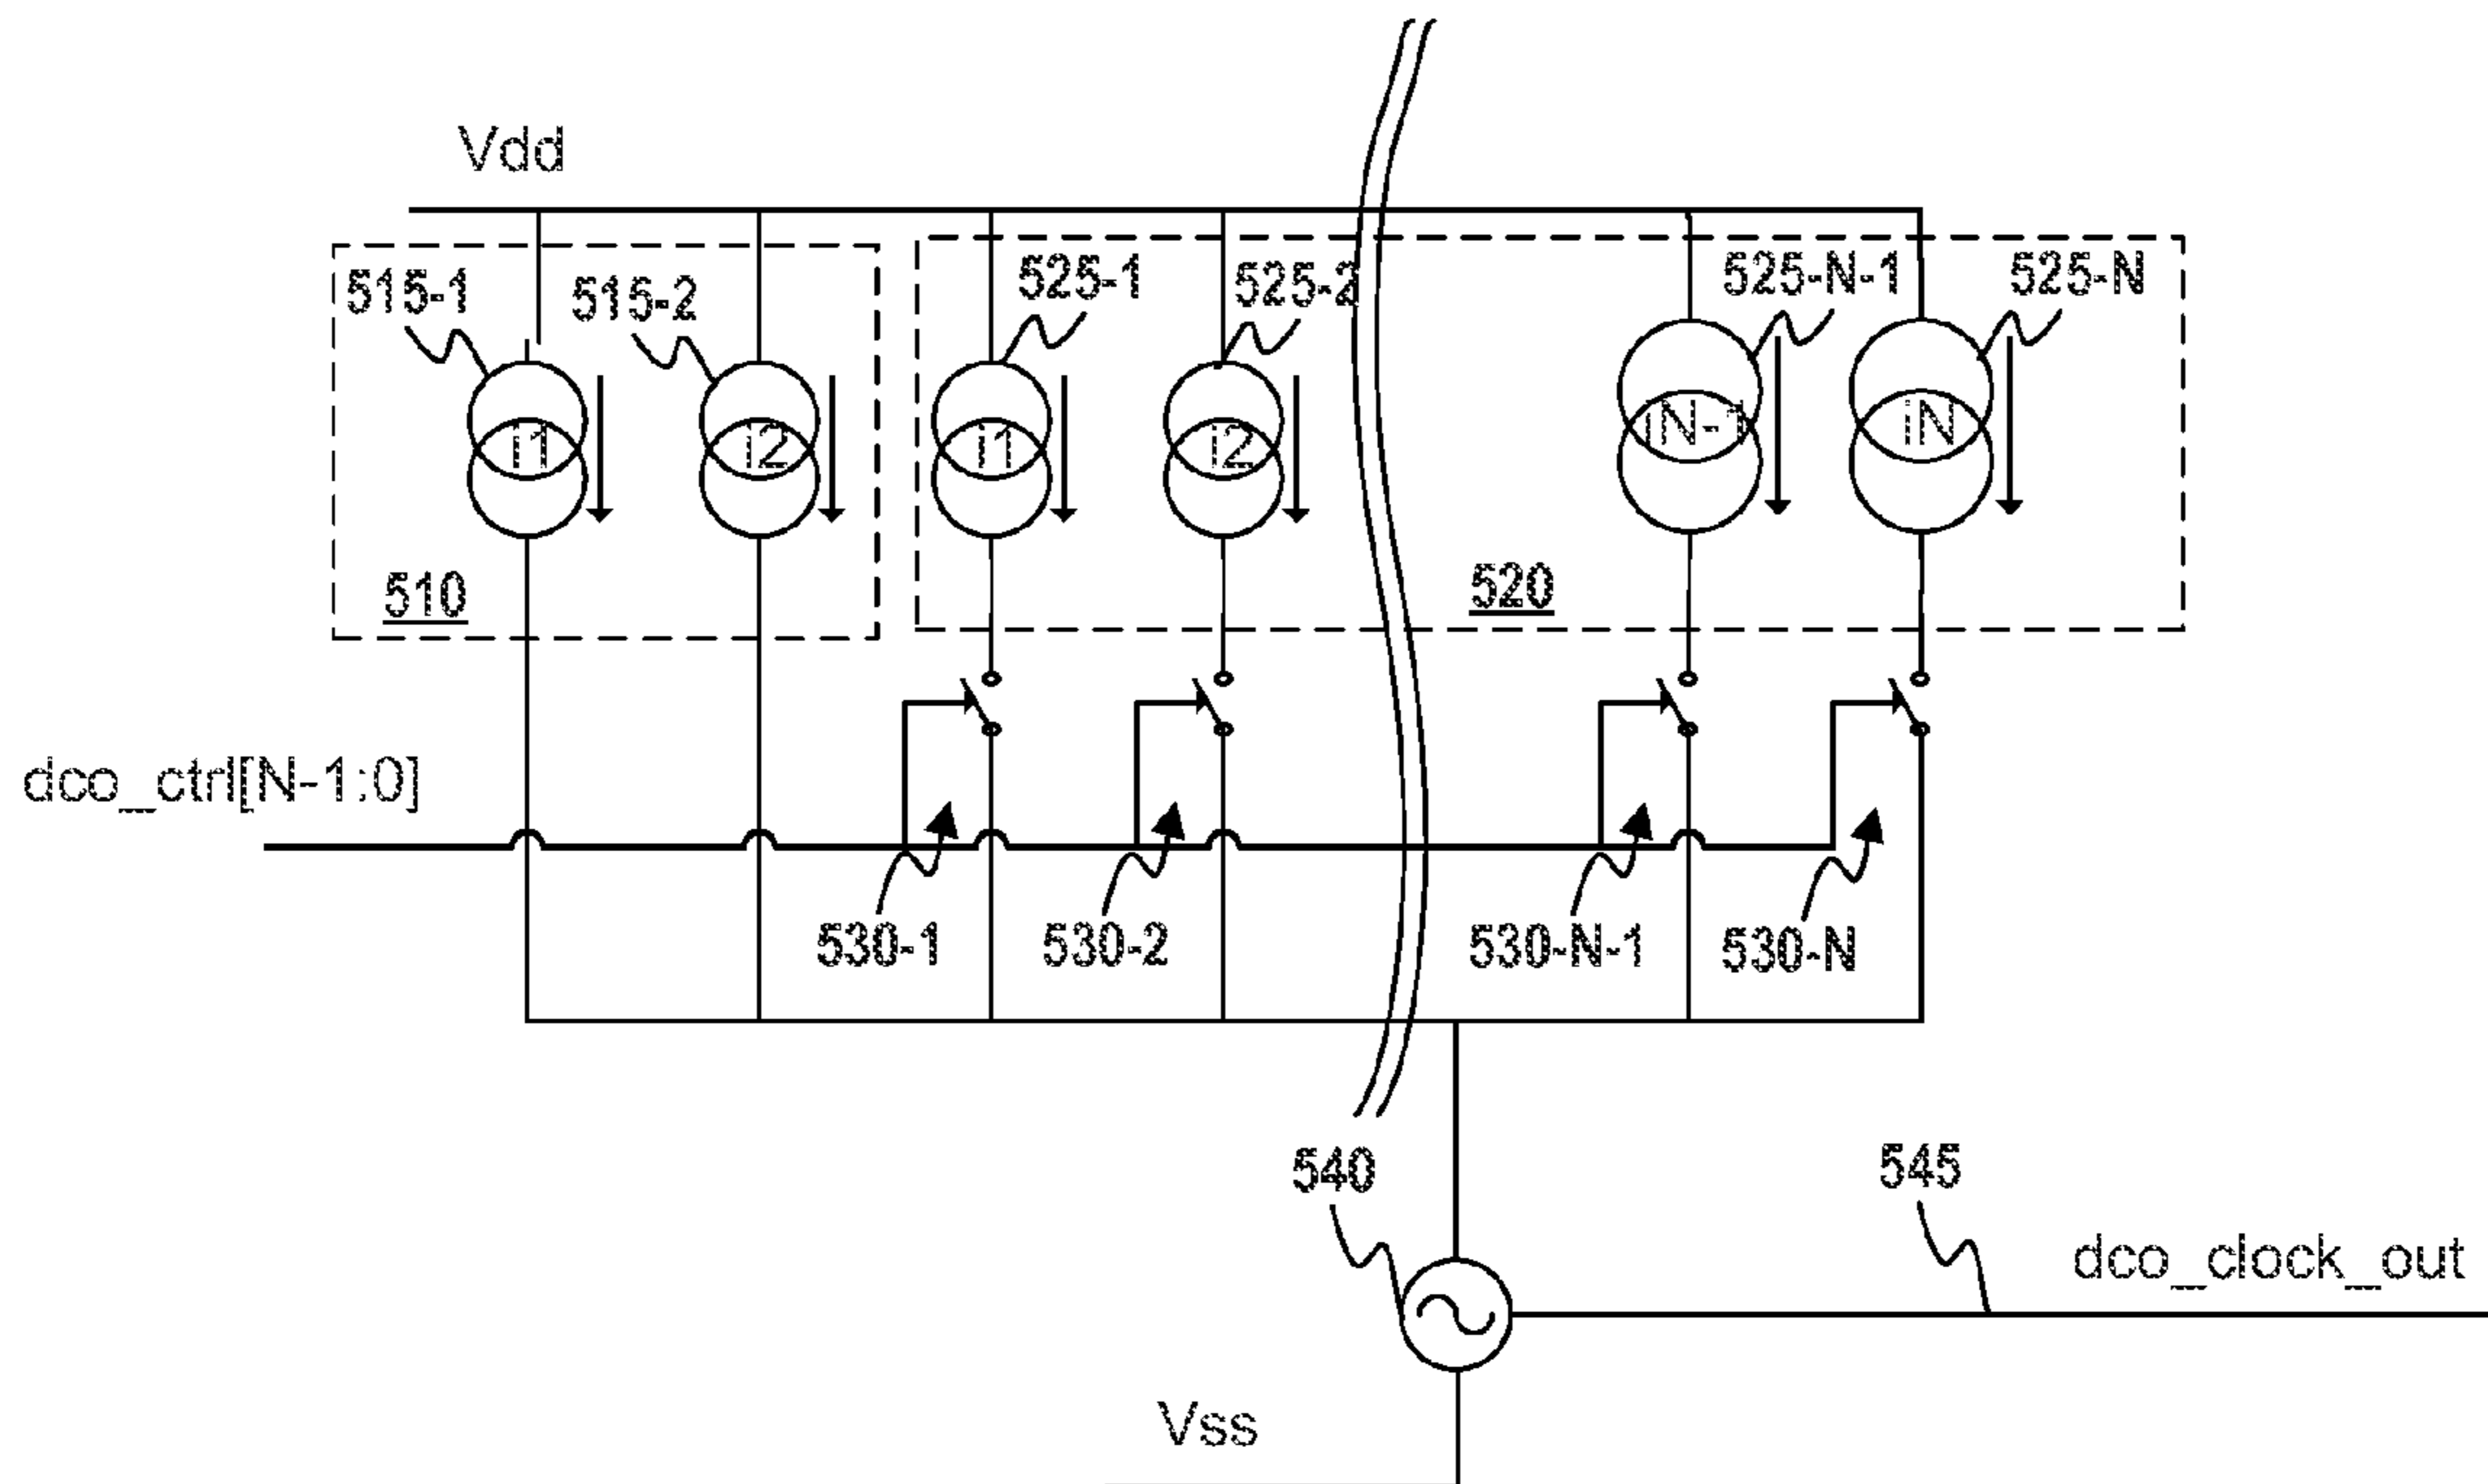 Vdd
515-1
515-2
525-1
525-2
525-N-1
525-N
i1
i2
i1
i2
iN-1
iN
510
520
dco_ctrl[N-1:0]
530-1
530-2
530-N-1
530-N
540
545
dco_clock_out
Vss